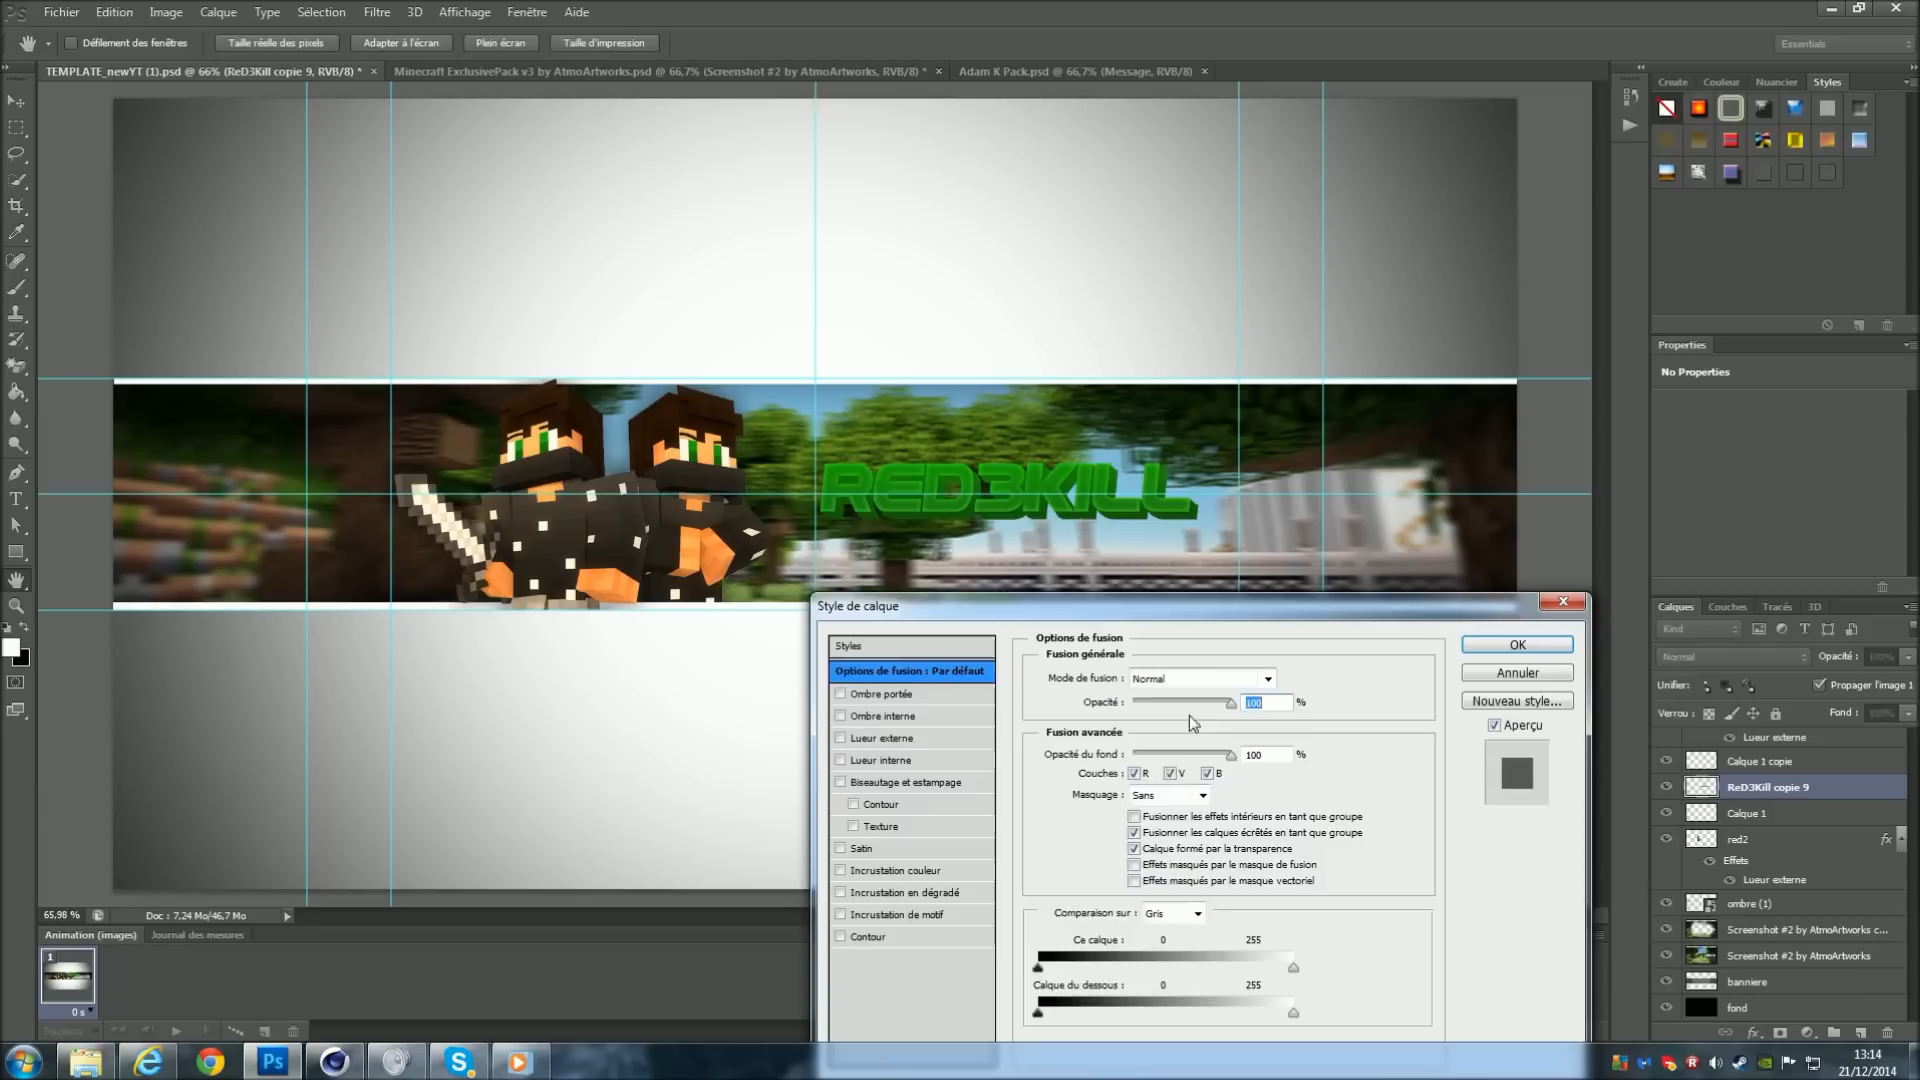 Ps Fichier Edition Image Calque Type Sélection Filtre 3D Affichage Fenêtre Aide
Défilement des fenêtres Taille réelle des pixels Adapter à l'écran Plein écran Taille d'impression Essentials
TEMPLATE_newYT (1).psd @ 66% (ReD3Kill copie 9, RVB/8) * × Minecraft ExclusivePack v3 by AtmoArtworks.psd @ 66,7% (Screenshot #2 by AtmoArtworks, RVB/8) * × Adam K Pack.psd @ 66,7% (Message, RVB/8) ×
Create Couleur Nuancier Styles
Properties
No Properties
RED3KILL
Style de calque
Styles
Options de fusion : Par défaut
Ombre portée
Ombre interne
Lueur externe
Lueur interne
Biseautage et estampage
Contour
Texture
Satin
Incrustation couleur
Incrustation en dégradé
Incrustation de motif
Contour
Options de fusion
Fusion générale
Mode de fusion : Normal
Opacité : 100 %
Fusion avancée
Opacité du fond : 100 %
Couches : R V B
Masquage : Sans
Fusionner les effets intérieurs en tant que groupe
Fusionner les calques écrêtés en tant que groupe
Calque formé par la transparence
Effets masqués par le masque de fusion
Effets masqués par le masque vectoriel
Comparaison sur : Gris
Ce calque : 0 255
Calque du dessous : 0 255
OK
Annuler
Nouveau style...
Aperçu
Calques Couches Tracés 3D
Kind
Normal Opacité : 100%
Unifier : Propager l'image 1
Verrou : Fond : 100%
Lueur externe
Calque 1 copie
ReD3Kill copie 9
Calque 1
red2 fx
Effets
Lueur externe
ombre (1)
Screenshot #2 by AtmoArtworks c...
Screenshot #2 by AtmoArtworks
banniere
fond
65,98 % Doc : 7,24 Mo/46,7 Mo
Animation (images) Journal des mesures
1
0 s
Toujours
13:14
21/12/2014